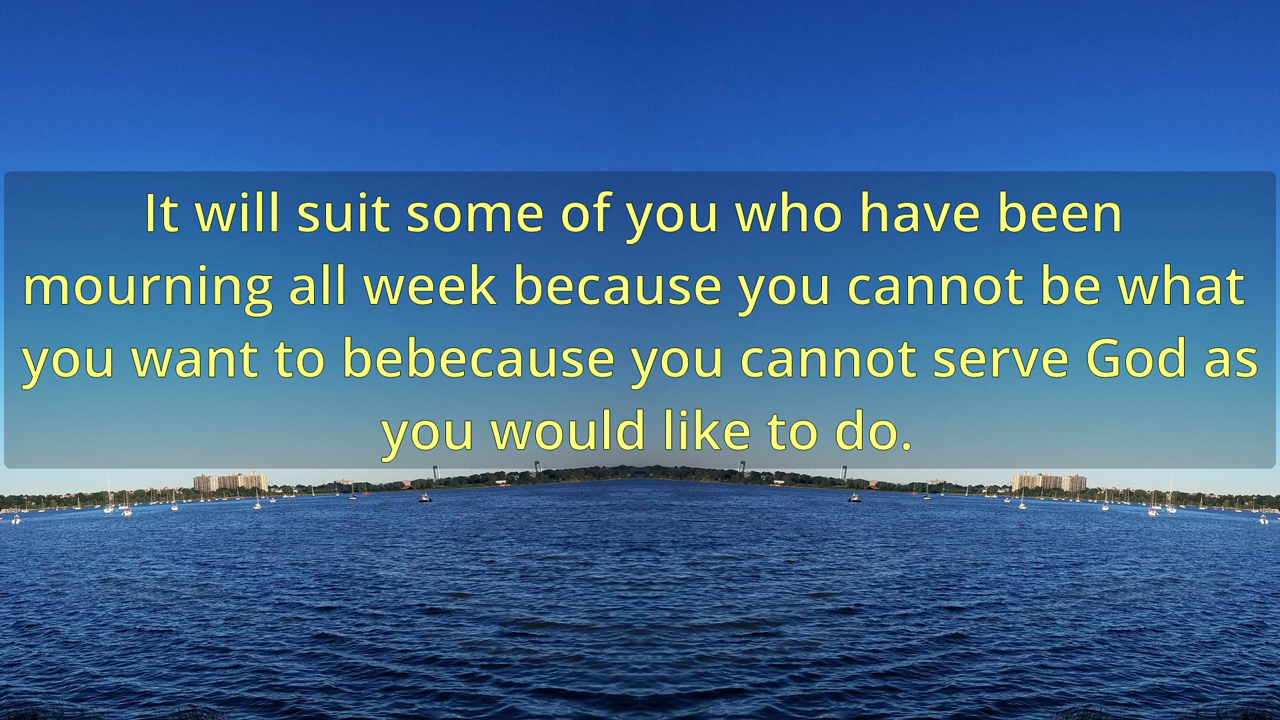 It will suit some of you who have been
mourning all week because you cannot be what
you want to bebecause you cannot serve God as
you would like to do.